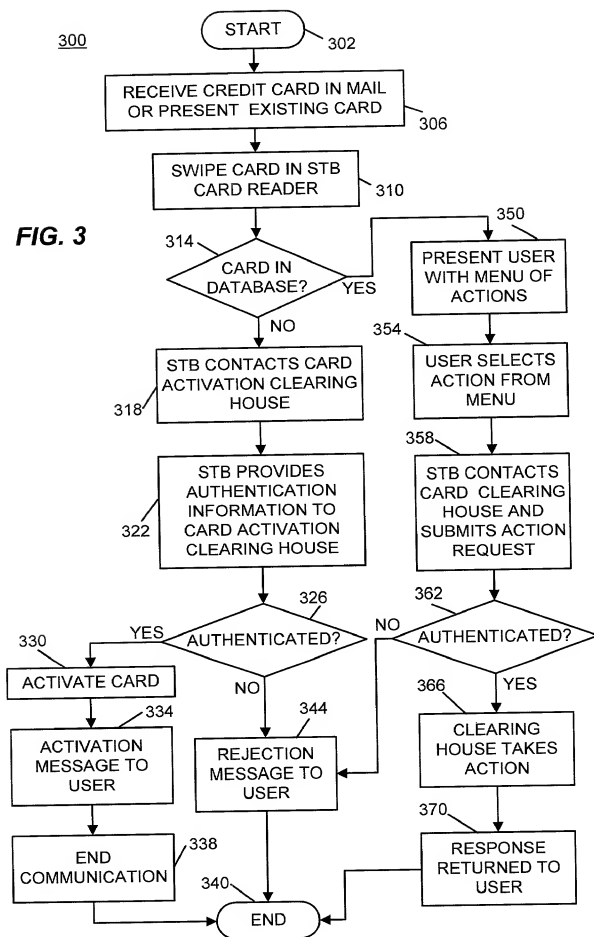 300
START
302
RECEIVE CREDIT CARD IN MAIL
OR PRESENT EXISTING CARD
306
SWIPE CARD IN STB
CARD READER
310
FIG. 3
314
CARD IN
DATABASE?
YES
NO
350
PRESENT USER
WITH MENU OF
ACTIONS
354
USER SELECTS
ACTION FROM
MENU
318
STB CONTACTS CARD
ACTIVATION CLEARING
HOUSE
358
STB CONTACTS
CARD CLEARING
HOUSE AND
SUBMITS ACTION
REQUEST
322
STB PROVIDES
AUTHENTICATION
INFORMATION TO
CARD ACTIVATION
CLEARING HOUSE
326
AUTHENTICATED?
YES
NO
362
AUTHENTICATED?
NO
YES
330
ACTIVATE CARD
334
ACTIVATION
MESSAGE TO
USER
344
REJECTION
MESSAGE TO
USER
366
CLEARING
HOUSE TAKES
ACTION
338
END
COMMUNICATION
370
RESPONSE
RETURNED TO
USER
340
END